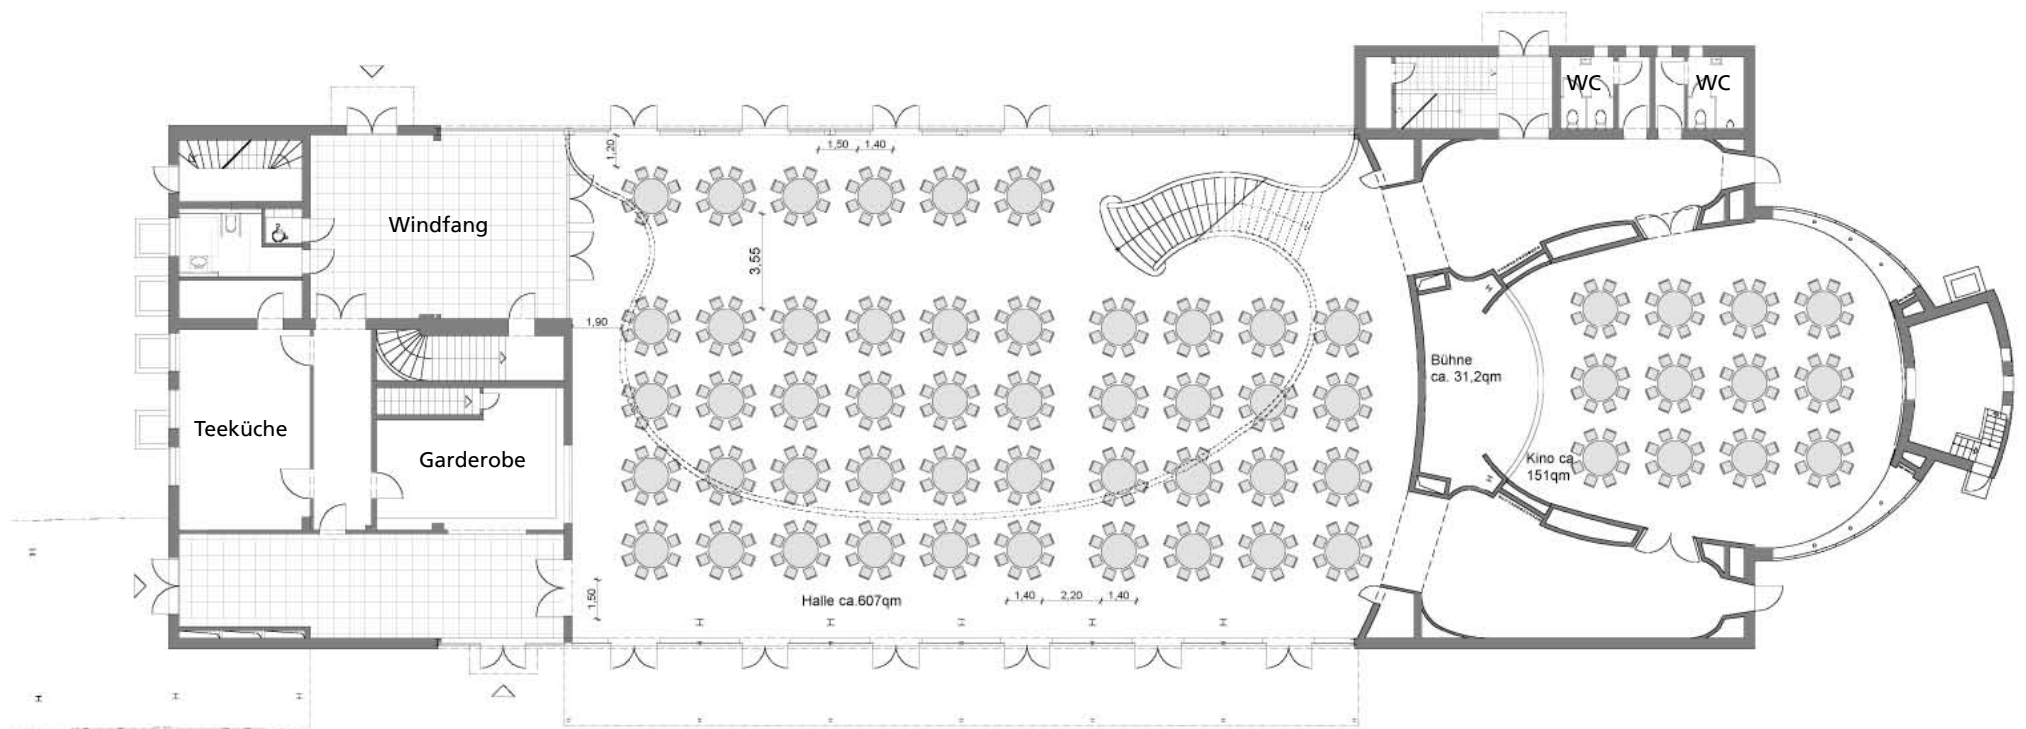 WC
WC
1,20
1,50
1,40
Windfang
3,55
1,90
Bühne
ca. 31,2qm
Teeküche
Garderobe
Kino ca.
151qm
1,50
Halle ca.607qm
1,40
2,20
1,40